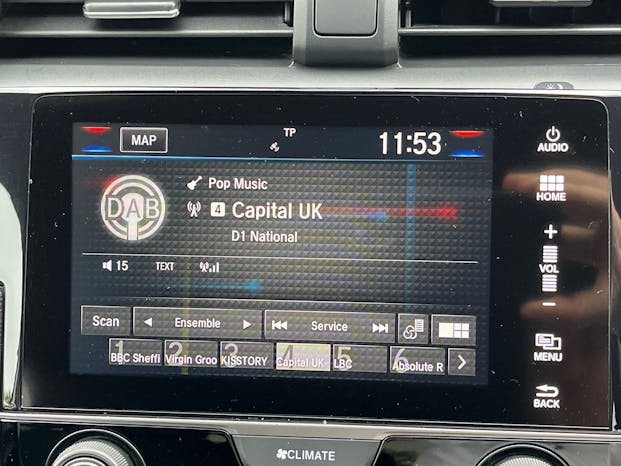 MAP
TP
11:53
AUDIO
Pop Music
DAB
4 Capital UK
D1 National
HOME
15 TEXT
VOL
Scan Ensemble Service
MENU
1 2 3 4 5 6
BBC Sheffi Virgin Groo KISSTORY Capital UK LBC Absolute R
BACK
CLIMATE